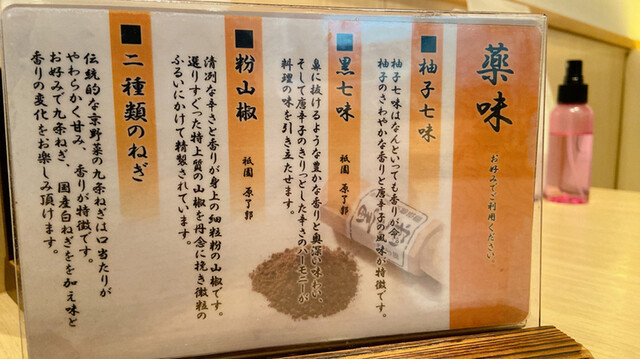 薬味
お好みでご利用ください。
■柚子七味
柚子七味はなんといっても香りが命。
柚子のさわやかな香りと唐辛子の風味が特徴です。
■黒七味
祇園 原了郭
鼻に抜けるような豊かな香りと奥深い味わい、
そして唐辛子のきりっとした辛さのハーモニーが
料理の味を引き立たせます。
■粉山椒
祇園 原了郭
清冽な辛さと香りが身上の細粒粉の山椒です。
選りすぐった特上質の山椒を丹念に挽き微粒の
ふるいにかけて精製されています。
■二種類のねぎ
伝統的な京野菜の九条ねぎは口当たりが
やわらかく甘み、香りが特徴です。
お好みで九条ねぎ、国産白ねぎをを加え味と
香りの変化をお楽しみ頂けます。